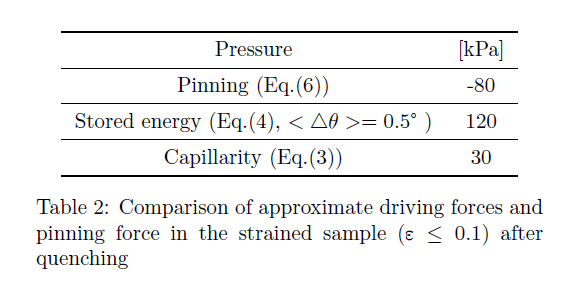 Pressure [kPa]
Pinning (Eq.(6)) -80
Stored energy (Eq.(4), < △θ >= 0.5° ) 120
Capillarity (Eq.(3)) 30
Table 2: Comparison of approximate driving forces and
pinning force in the strained sample (ε ≤ 0.1) after
quenching